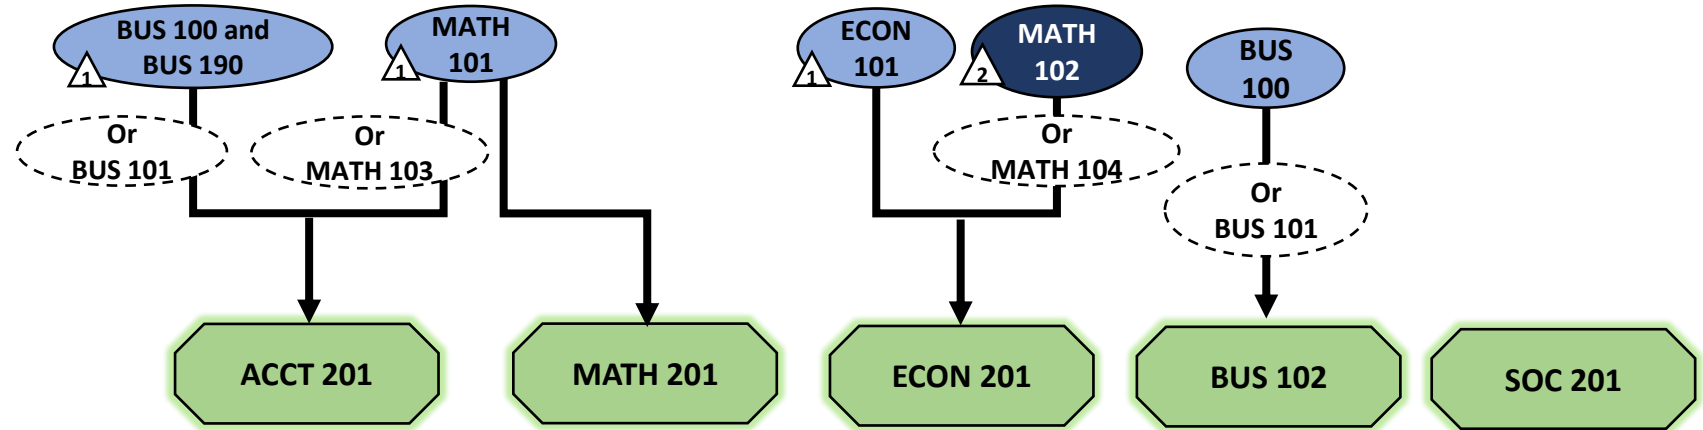 BUS 100 and
BUS 190
1
MATH
101
1
ECON
101
1
MATH
102
2
BUS
100
Or
BUS 101
Or
MATH 103
Or
MATH 104
Or
BUS 101
ACCT 201
MATH 201
ECON 201
BUS 102
SOC 201